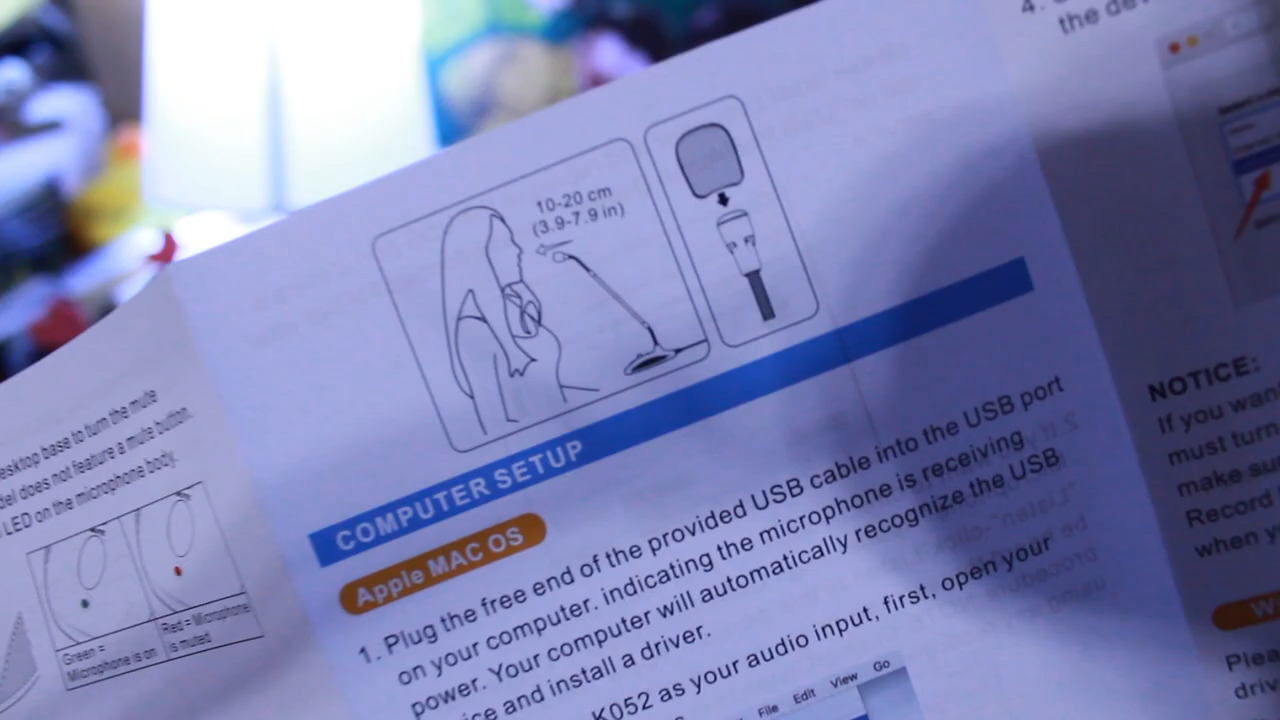 esktop base to turn the mute
del does not feature a mute button.
LED on the microphone body.
Green =
Microphone is on
Red = Microphone
is muted
10-20 cm
(3.9-7.9 in)
COMPUTER SETUP
Apple MAC OS
1. Plug the free end of the provided USB cable into the USB port
on your computer. indicating the microphone is receiving
power. Your computer will automatically recognize the USB
ice and install a driver.
K052 as your audio input, first, open your
File Edit View Go
4.
the dev
NOTICE:
If you wan
must turn
make su
Record
when y
W
Plea
driv